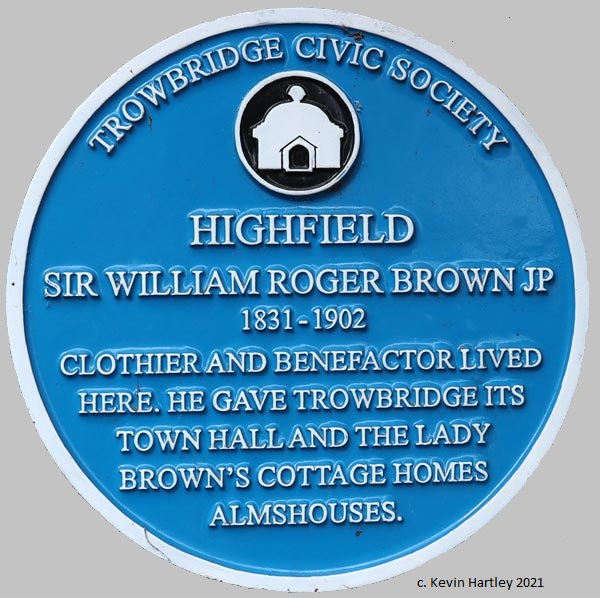 TROWBRIDGE CIVIC SOCIETY
HIGHFIELD
SIR WILLIAM ROGER BROWN JP
1831-1902
CLOTHIER AND BENEFACTOR LIVED
HERE. HE GAVE TROWBRIDGE ITS
TOWN HALL AND THE LADY
BROWN'S COTTAGE HOMES
ALMSHOUSES.
c. Kevin Hartley 2021